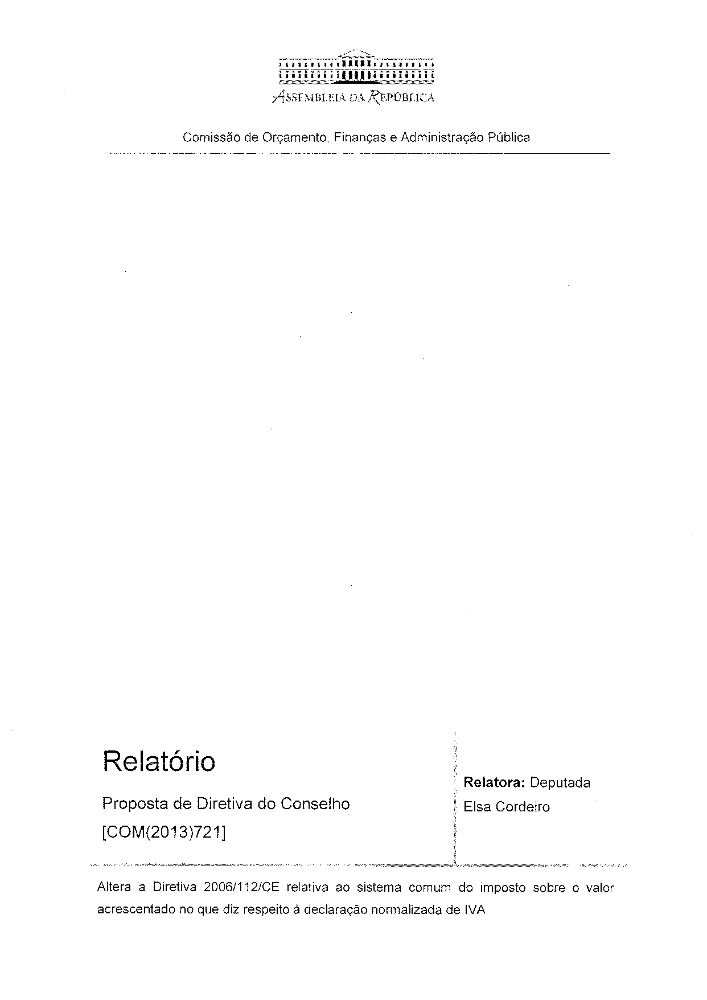 ASSEMBLEIA DA REPÚBLICA
Comissão de Orçamento, Finanças e Administração Pública
Relatório
Proposta de Diretiva do Conselho
[COM(2013)721]
Relatora: Deputada
Elsa Cordeiro
Altera a Diretiva 2006/112/CE relativa ao sistema comum do imposto sobre o valor
acrescentado no que diz respeito à declaração normalizada de IVA